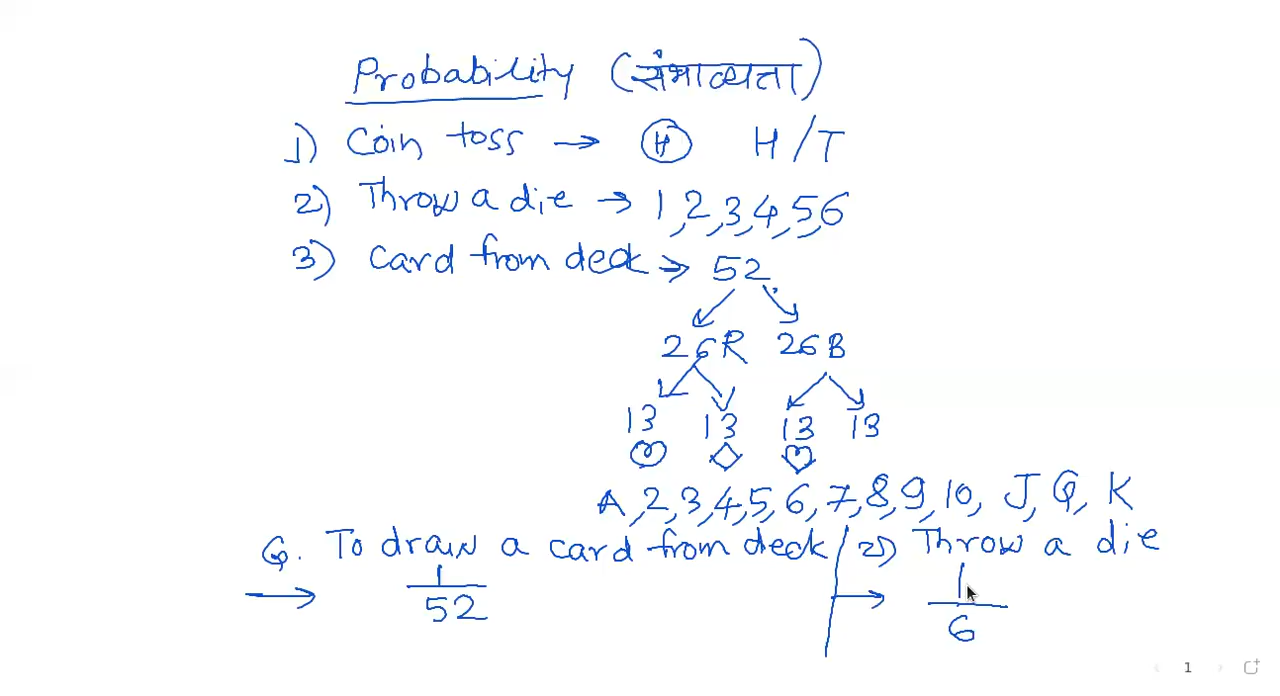 Probability (संभाव्यता)
1) Coin toss → H H/T
2) Throw a die → 1,2,3,4,5,6
3) Card from deck → 52
26R 26B
13 13 13 13
A,2,3,4,5,6,7,8,9,10, J, Q, K
Q. To draw a card from deck / 2) Throw a die
→ 1/52 → 1/6
1